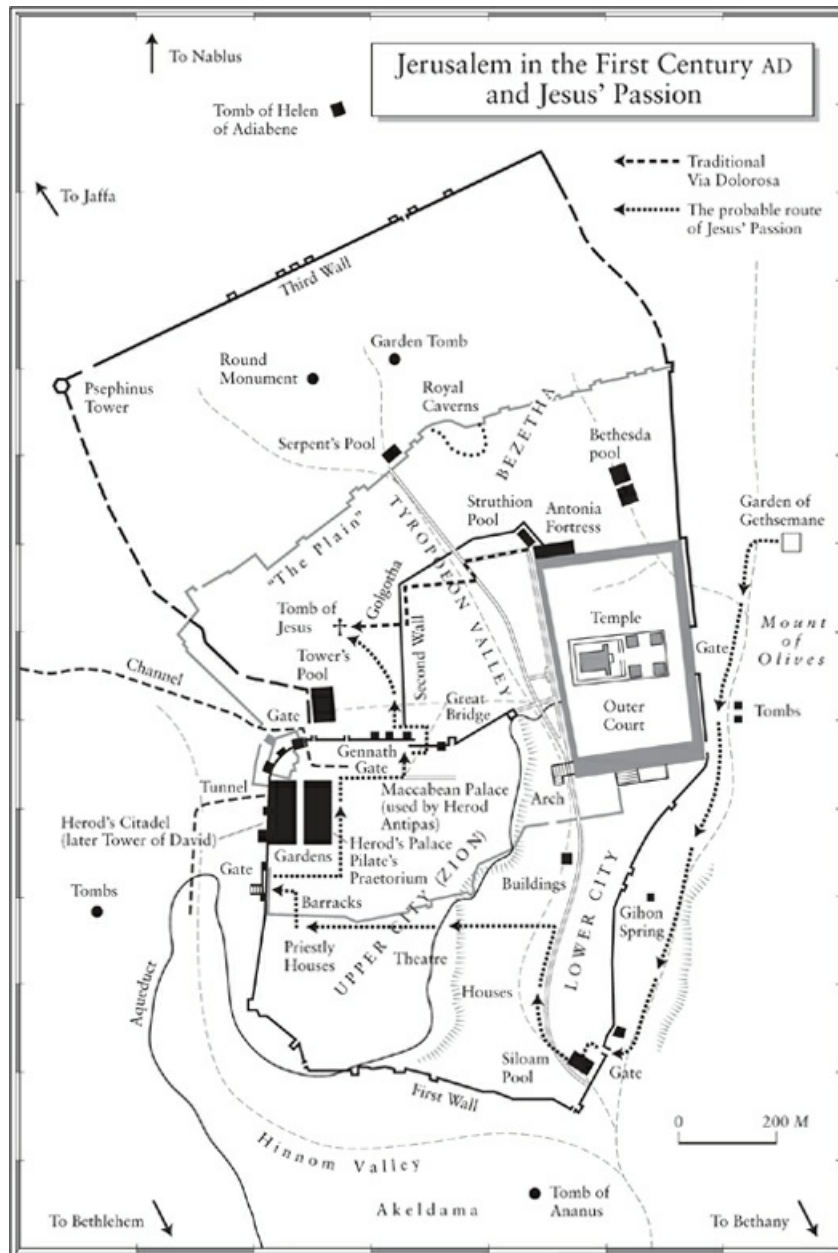 Jerusalem in the First Century AD
and Jesus' Passion
To Nablus
Tomb of Helen
of Adiabene
Traditional
Via Dolorosa
To Jaffa
The probable route
of Jesus' Passion
Third Wall
Garden Tomb
Round
Monument
Psephinus
Tower
Royal
Caverns
BEZETHA
Serpent's Pool
Bethesda
pool
Struthion
Pool
Antonia
Fortress
Garden of
Gethsemane
"The Plain"
TYROPOEON VALLEY
Golgotha
Tomb of
Jesus
Second Wall
Temple
Mount
of
Olives
Gate
Channel
Tower's
Pool
Great
Bridge
Outer
Court
Tombs
Gate
Gennath
Gate
Tunnel
Maccabean Palace
(used by Herod
Antipas)
Arch
Herod's Citadel
(later Tower of David)
Gardens
Herod's Palace
Pilate's
Praetorium
Gate
Barracks
Buildings
Tombs
UPPER CITY (ZION)
LOWER CITY
Gihon
Spring
Priestly
Houses
Theatre
Houses
Aqueduct
Siloam
Pool
Gate
First Wall
0 200 M
Hinnom Valley
Akeldama
Tomb of
Ananus
To Bethlehem
To Bethany